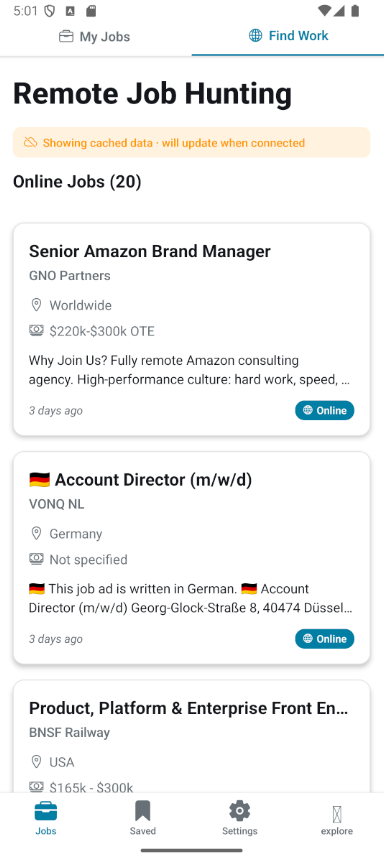 5:01
My Jobs
Find Work
Remote Job Hunting
Showing cached data · will update when connected
Online Jobs (20)
Senior Amazon Brand Manager
GNO Partners
Worldwide
$220k-$300k OTE
Why Join Us? Fully remote Amazon consulting
agency. High-performance culture: hard work, speed, ...
3 days ago
Online
🇩🇪 Account Director (m/w/d)
VONQ NL
Germany
Not specified
🇩🇪 This job ad is written in German. 🇩🇪 Account
Director (m/w/d) Georg-Glock-Straße 8, 40474 Düssel...
3 days ago
Online
Product, Platform & Enterprise Front En...
BNSF Railway
USA
$165k - $300k
Jobs
Saved
Settings
explore